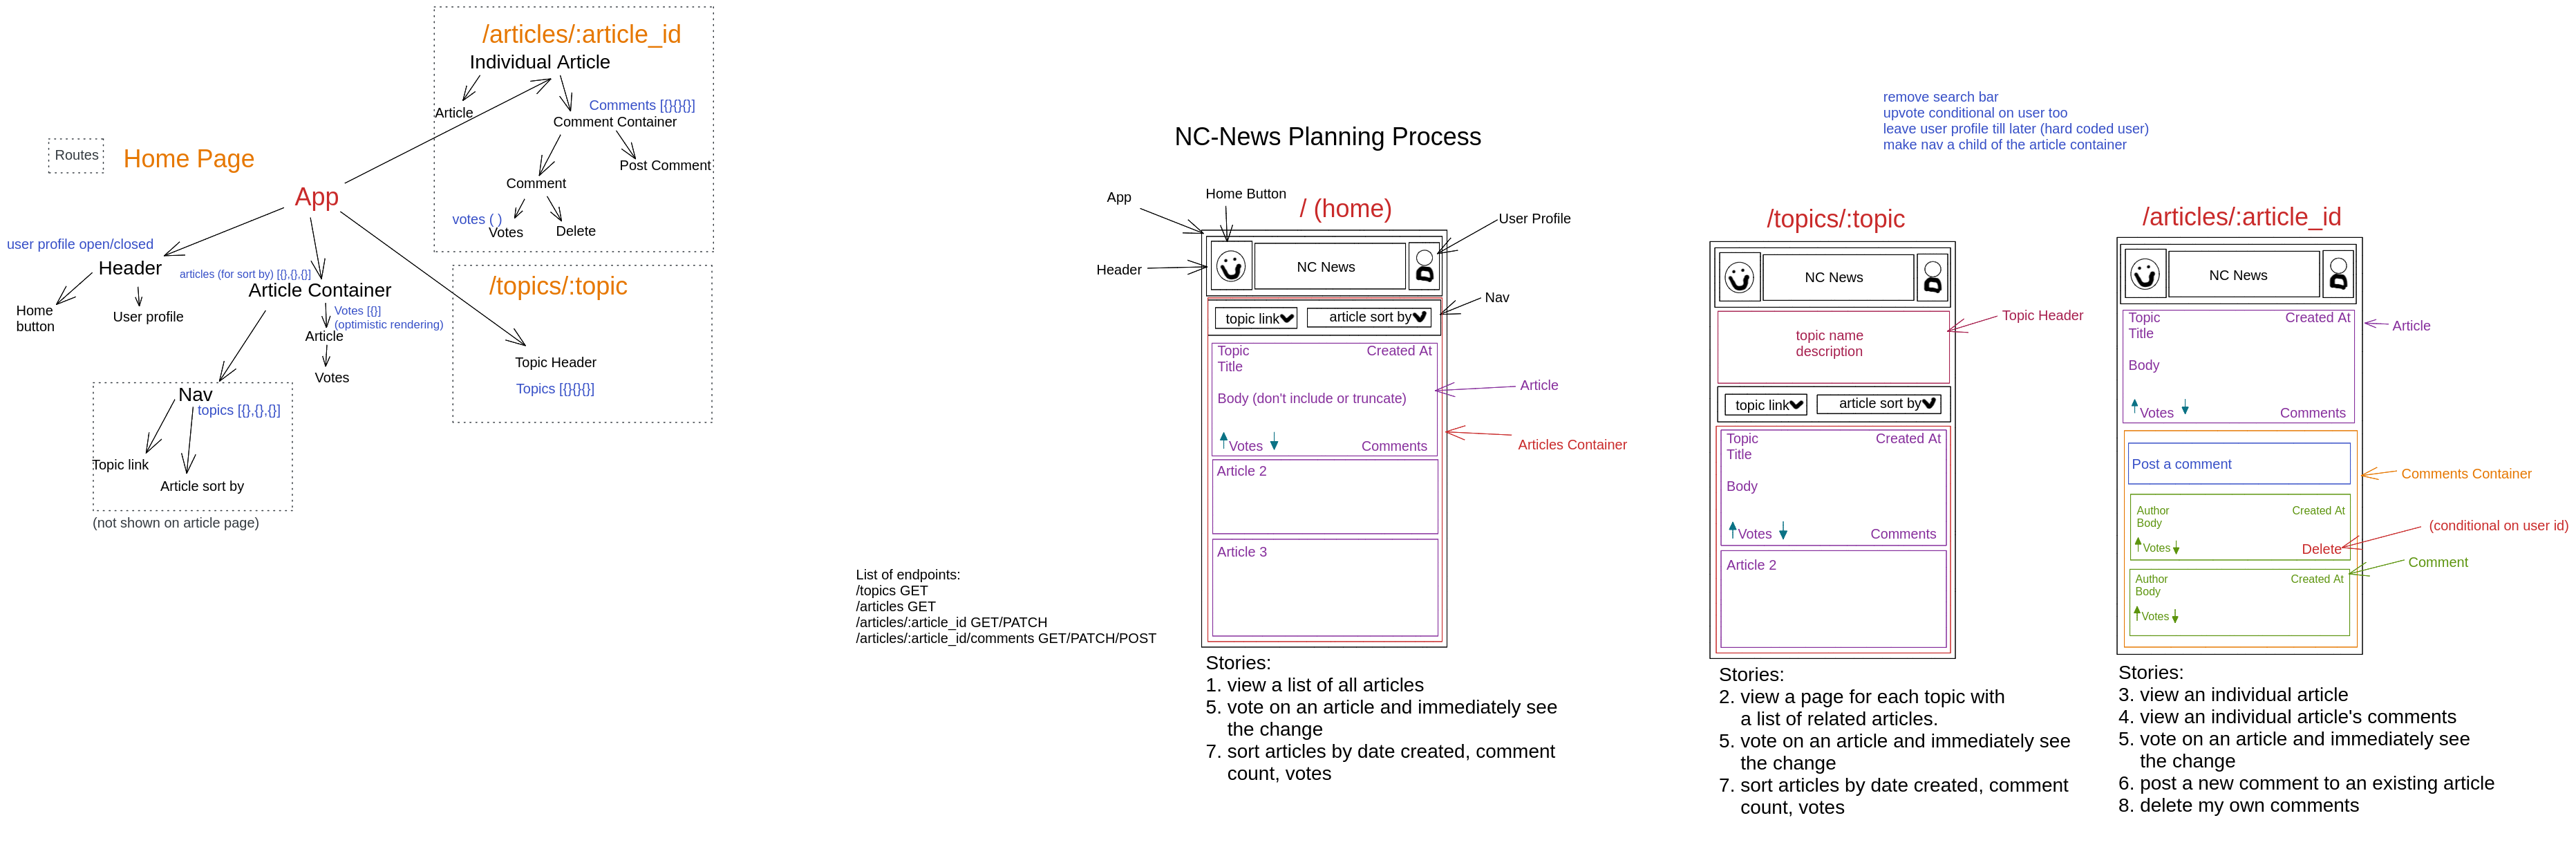 /articles/:article_id
Individual Article
Article
Comments [{}{}{}]
Comment Container
Post Comment
Comment
votes ( )
Votes
Delete
Routes
Home Page
App
user profile open/closed
Header
Home
button
User profile
articles (for sort by) [{},{},{}]
Article Container
Votes [{}]
(optimistic rendering)
Article
Votes
Nav
topics [{},{},{}]
Topic link
Article sort by
(not shown on article page)
/topics/:topic
Topic Header
Topics [{}{}{}]
NC-News Planning Process
List of endpoints:
/topics GET
/articles GET
/articles/:article_id GET/PATCH
/articles/:article_id/comments GET/PATCH/POST
App
Home Button
/ (home)
User Profile
Header
NC News
Nav
topic link
article sort by
Topic
Created At
Title
Body (don't include or truncate)
Article
Votes
Comments
Articles Container
Article 2
Article 3
Stories:
1. view a list of all articles
5. vote on an article and immediately see
the change
7. sort articles by date created, comment
count, votes
remove search bar
upvote conditional on user too
leave user profile till later (hard coded user)
make nav a child of the article container
/topics/:topic
NC News
topic name
description
Topic Header
topic link
article sort by
Topic
Created At
Title
Body
Votes
Comments
Article 2
Stories:
2. view a page for each topic with
a list of related articles.
5. vote on an article and immediately see
the change
7. sort articles by date created, comment
count, votes
/articles/:article_id
NC News
Topic
Created At
Title
Body
Article
Votes
Comments
Post a comment
Comments Container
Author
Created At
Body
Votes
Delete
(conditional on user id)
Comment
Author
Created At
Body
Votes
Stories:
3. view an individual article
4. view an individual article's comments
5. vote on an article and immediately see
the change
6. post a new comment to an existing article
8. delete my own comments